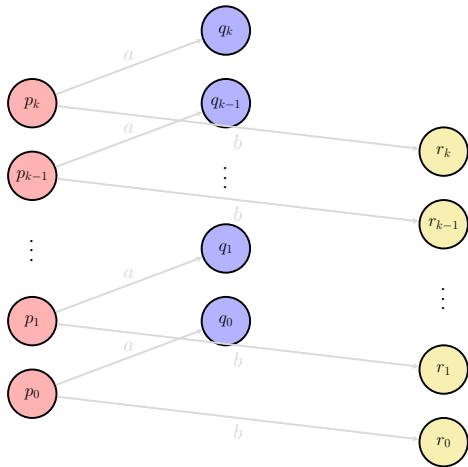 q_k
a
p_k
q_{k-1}
a
b
r_k
p_{k-1}
⋮
b
r_{k-1}
⋮
q_1
a
⋮
p_1
q_0
a
b
r_1
p_0
b
r_0